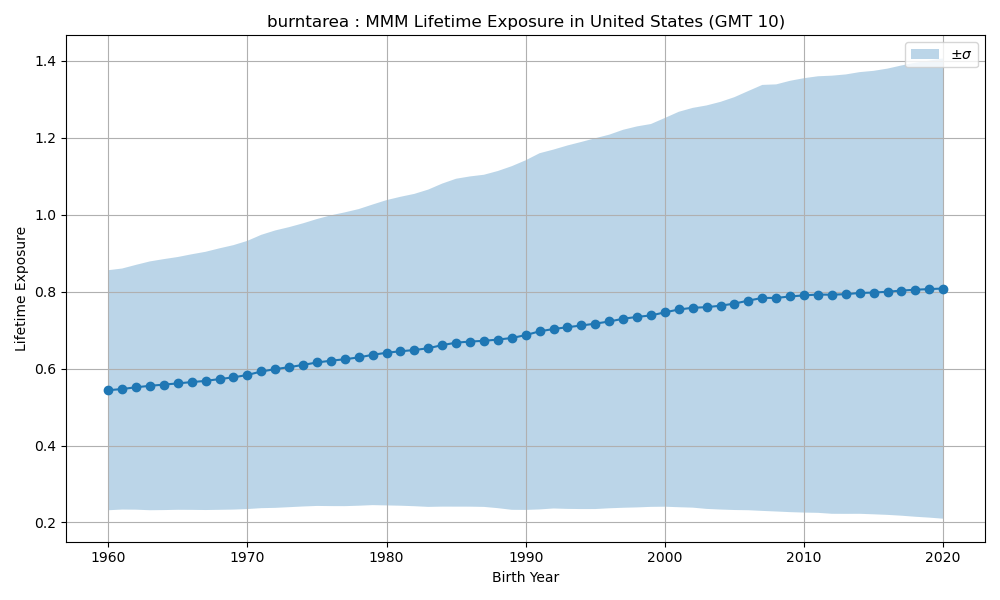 burntarea : MMM Lifetime Exposure in United States (GMT 10)
±σ
Lifetime Exposure
1.4
1.2
1.0
0.8
0.6
0.4
0.2
1960 1970 1980 1990 2000 2010 2020
Birth Year